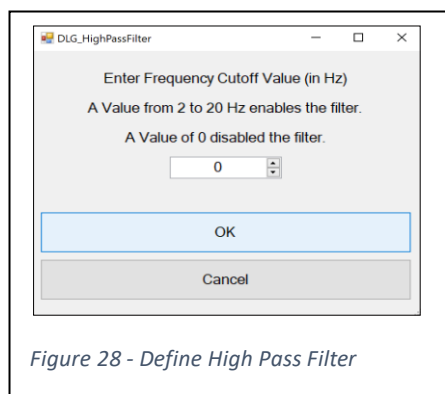 DLG_HighPassFilter
Enter Frequency Cutoff Value (in Hz)
A Value from 2 to 20 Hz enables the filter.
A Value of 0 disabled the filter.
0
OK
Cancel
Figure 28 - Define High Pass Filter